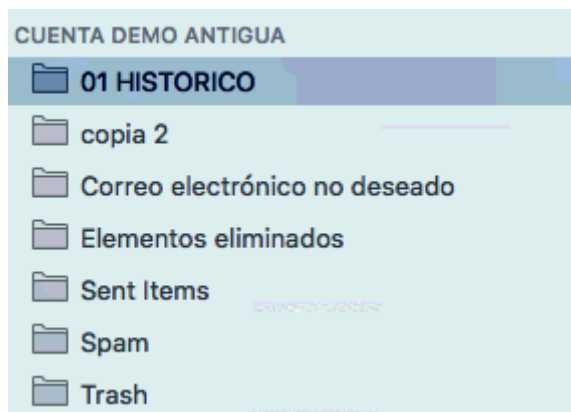 CUENTA DEMO ANTIGUA
01 HISTORICO
copia 2
Correo electrónico no deseado
Elementos eliminados
Sent Items
Spam
Trash